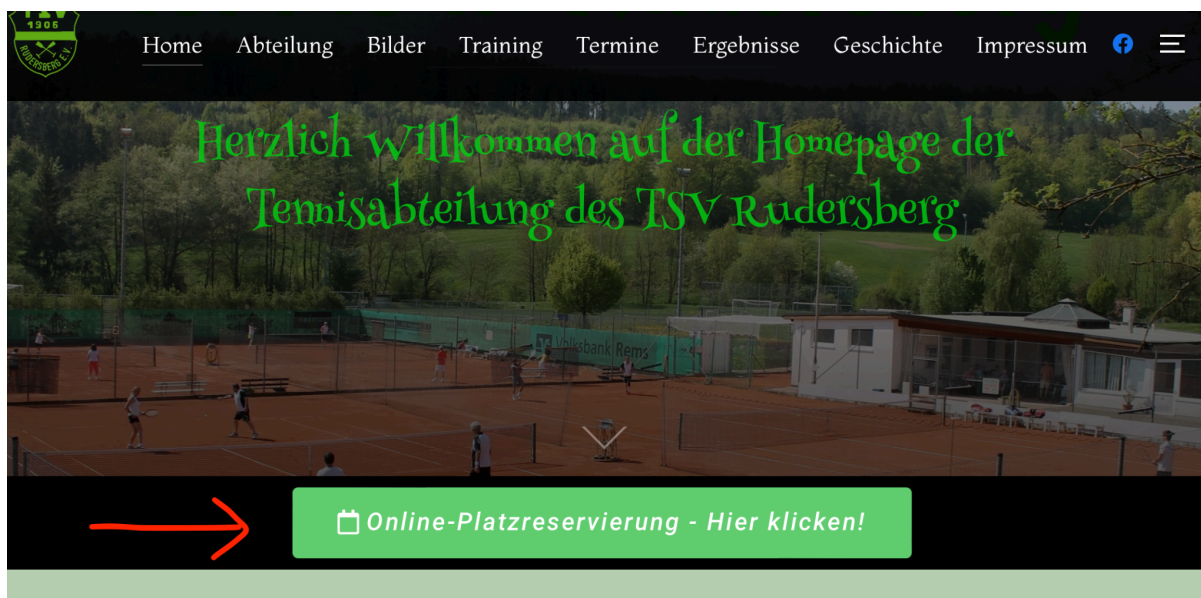 TSV
1906
RUDERSBERG E.V.
Home Abteilung Bilder Training Termine Ergebnisse Geschichte Impressum
Herzlich Willkommen auf der Homepage der
Tennisabteilung des TSV Rudersberg
Volksbank Rems
Online-Platzreservierung - Hier klicken!